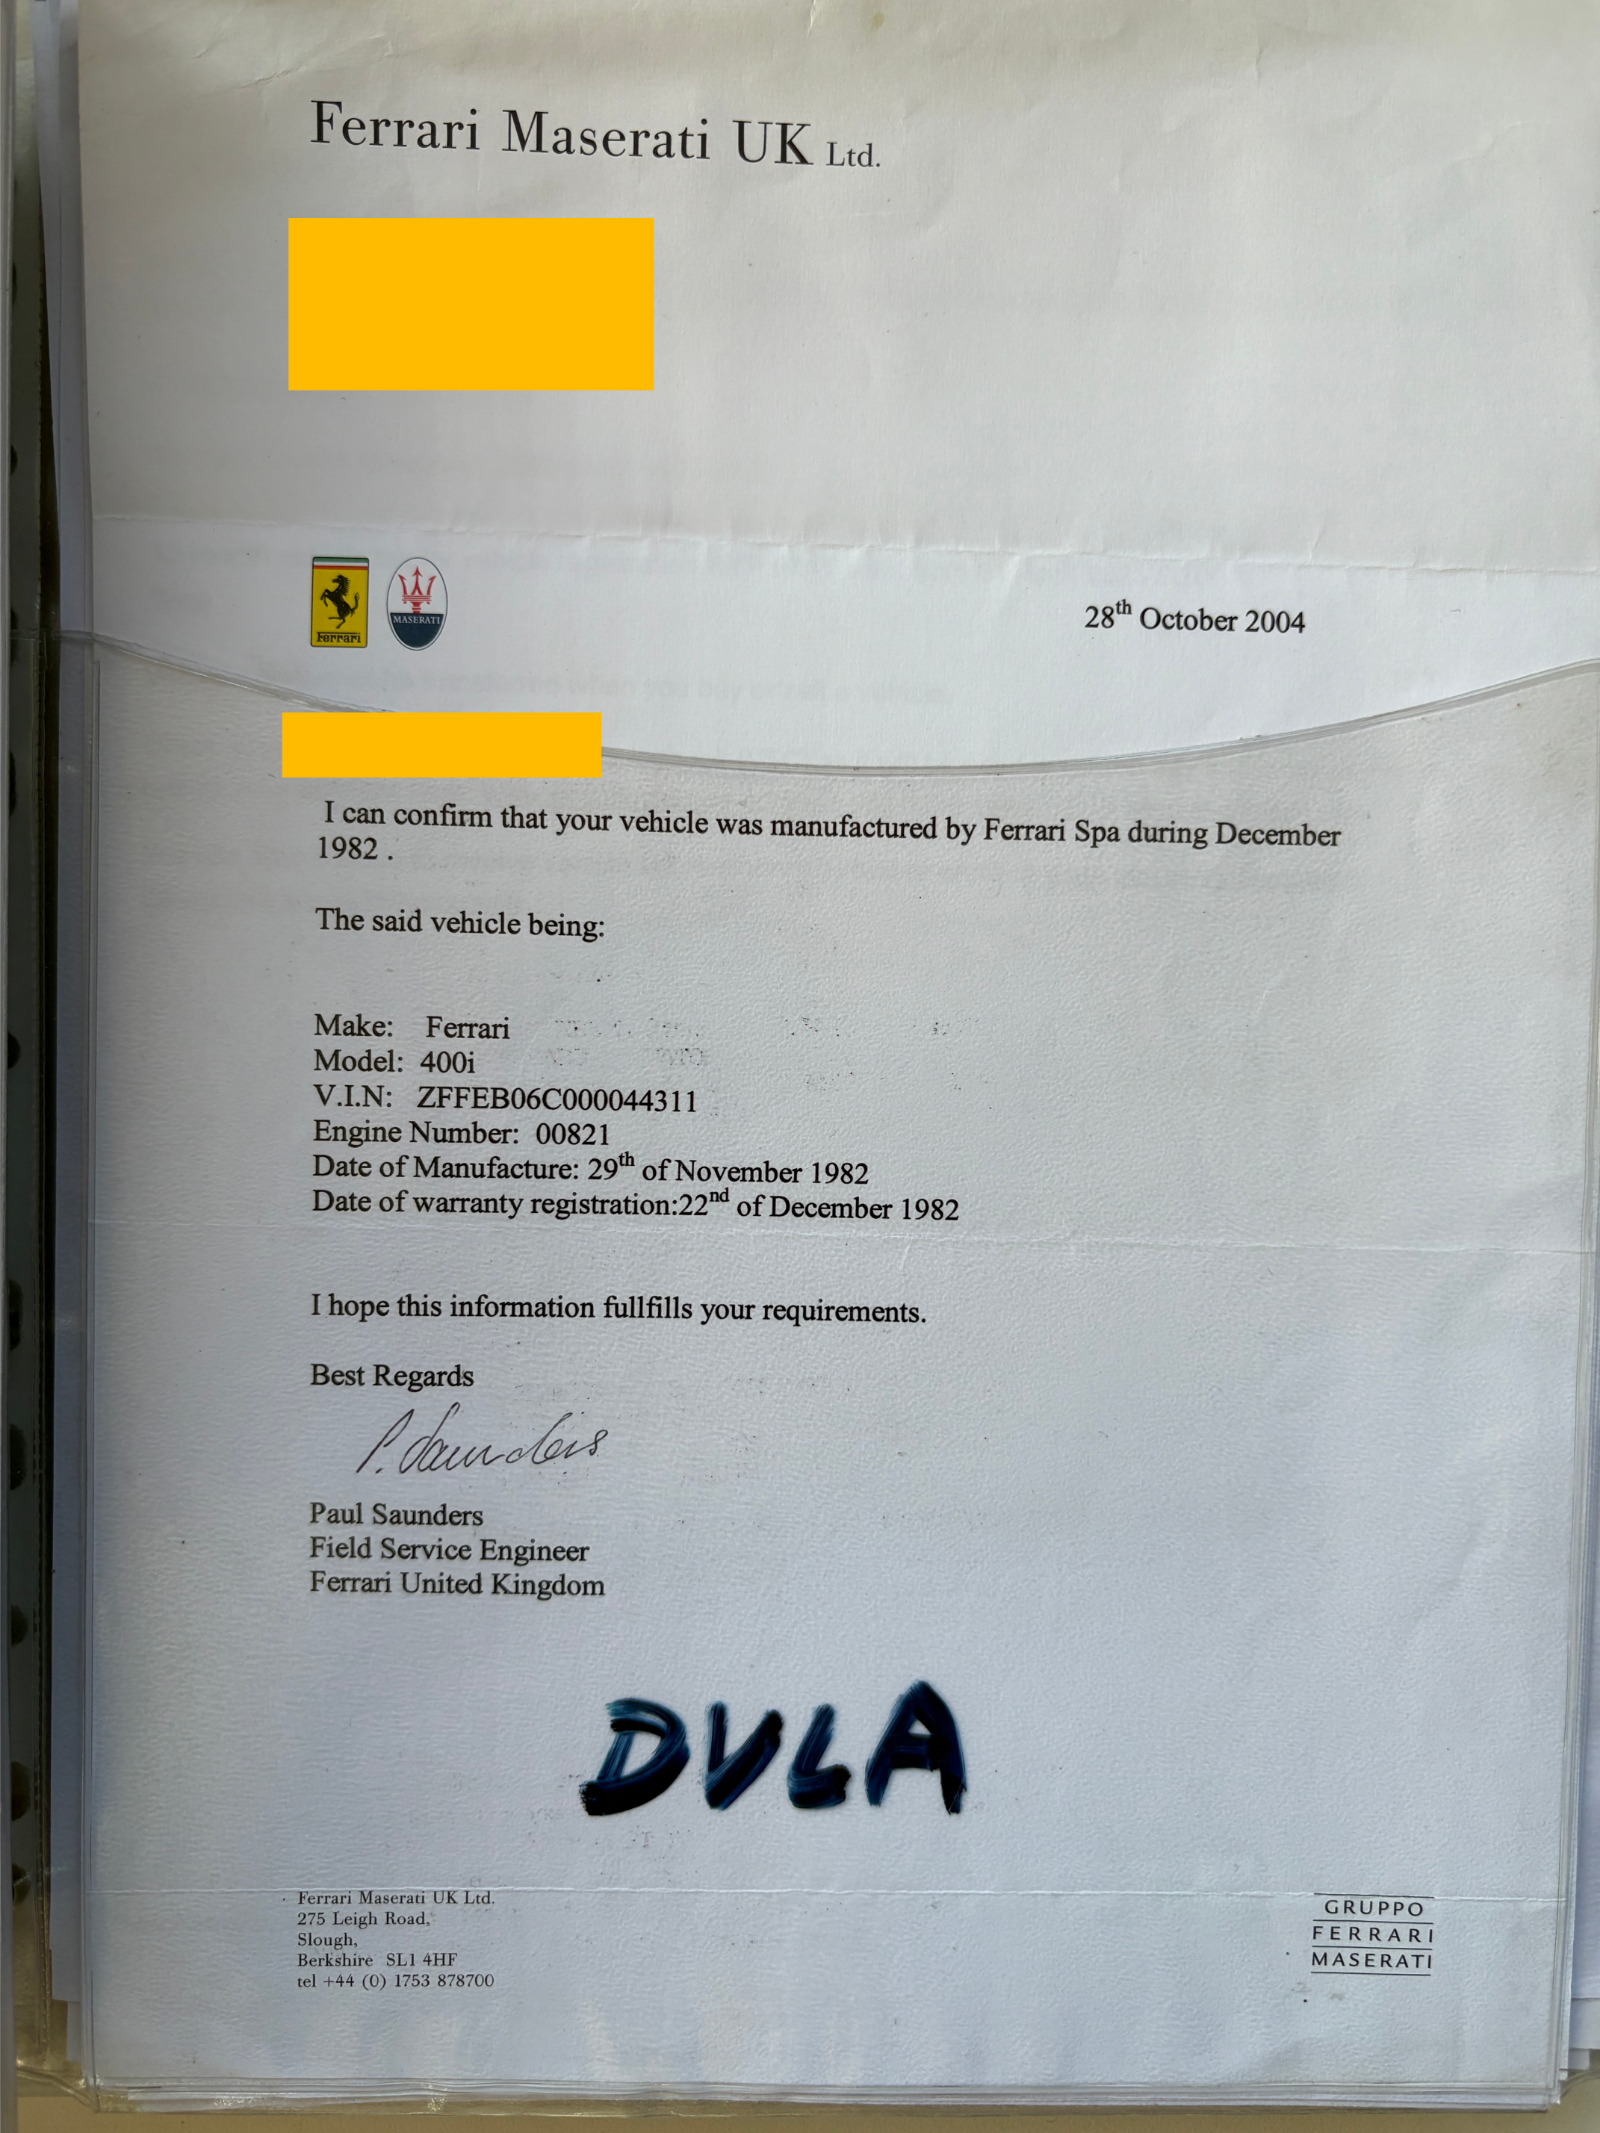 Ferrari Maserati UK Ltd.
Ferrari
MASERATI
28th October 2004
I can confirm that your vehicle was manufactured by Ferrari Spa during December
1982 .
The said vehicle being:
Make: Ferrari
Model: 400i
V.I.N: ZFFEB06C000044311
Engine Number: 00821
Date of Manufacture: 29th of November 1982
Date of warranty registration:22nd of December 1982
I hope this information fullfills your requirements.
Best Regards
P. Saunders
Paul Saunders
Field Service Engineer
Ferrari United Kingdom
DVLA
Ferrari Maserati UK Ltd.
275 Leigh Road,
Slough,
Berkshire SL1 4HF
tel +44 (0) 1753 878700
GRUPPO
FERRARI
MASERATI